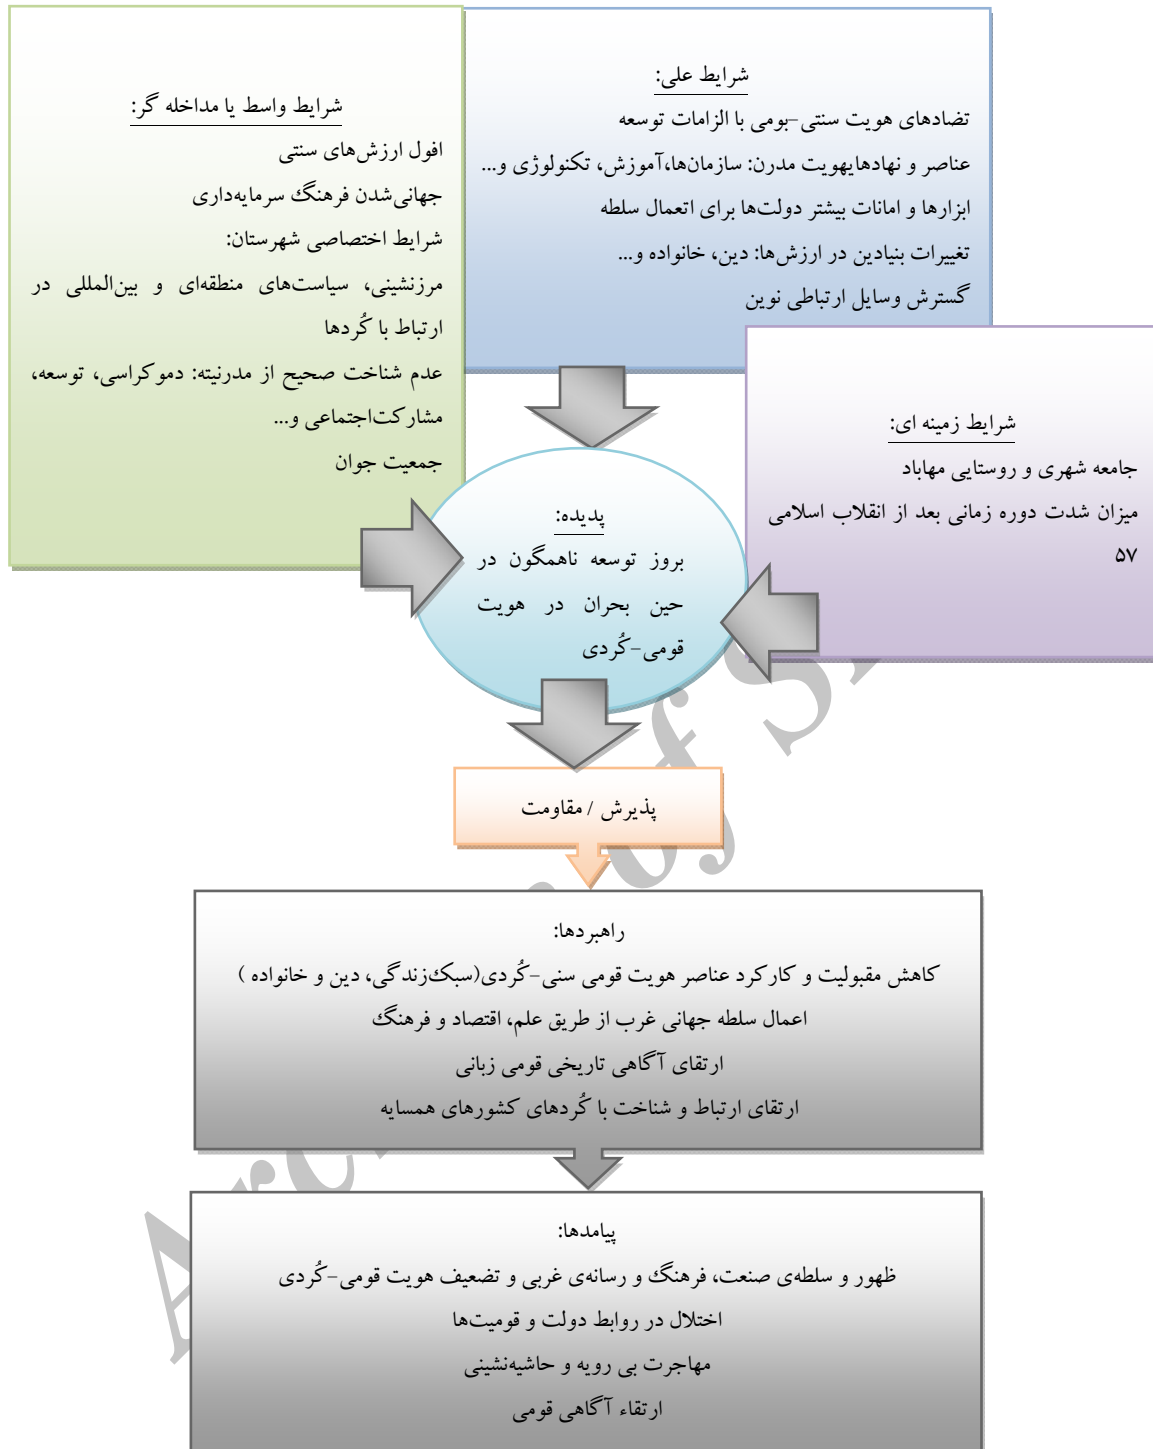 شرایط علی:
تضادهای هویت سنتی-بومی با الزامات توسعه
عناصر و نهادهایهویت مدرن: سازمان‌ها،آموزش، تکنولوژی و...
ابزارها و امانات بیشتر دولت‌ها برای اتعمال سلطه
تغییرات بنیادین در ارزش‌ها: دین، خانواده و...
گسترش وسایل ارتباطی نوین
شرایط واسط یا مداخله گر:
افول ارزش‌های سنتی
جهانی‌شدن فرهنگ سرمایه‌داری
شرایط اختصاصی شهرستان:
مرزنشینی، سیاست‌های منطقه‌ای و بین‌المللی در
ارتباط با کُردها
عدم شناخت صحیح از مدرنیته: دموکراسی، توسعه،
مشارکت‌اجتماعی و...
جمعیت جوان
شرایط زمینه ای:
جامعه شهری و روستایی مهاباد
میزان شدت دوره زمانی بعد از انقلاب اسلامی
۵۷
پدیده:
بروز توسعه ناهمگون در
حین بحران در هویت
قومی-کُردی
پذیرش / مقاومت
راهبردها:
کاهش مقبولیت و کارکرد عناصر هویت قومی سنی-کُردی(سبک‌زندگی، دین و خانواده )
اعمال سلطه جهانی غرب از طریق علم، اقتصاد و فرهنگ
ارتقای آگاهی تاریخی قومی زبانی
ارتقای ارتباط و شناخت با کُردهای کشورهای همسایه
پیامدها:
ظهور و سلطه‌ی صنعت، فرهنگ و رسانه‌ی غربی و تضعیف هویت قومی-کُردی
اختلال در روابط دولت و قومیت‌ها
مهاجرت بی رویه و حاشیه‌نشینی
ارتقاء آگاهی قومی
of